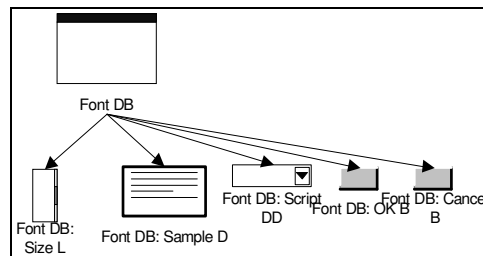 Font DB
Font DB:
Size L
Font DB: Sample D
Font DB: Script
DD
Font DB: OK B
Font DB: Cance
B